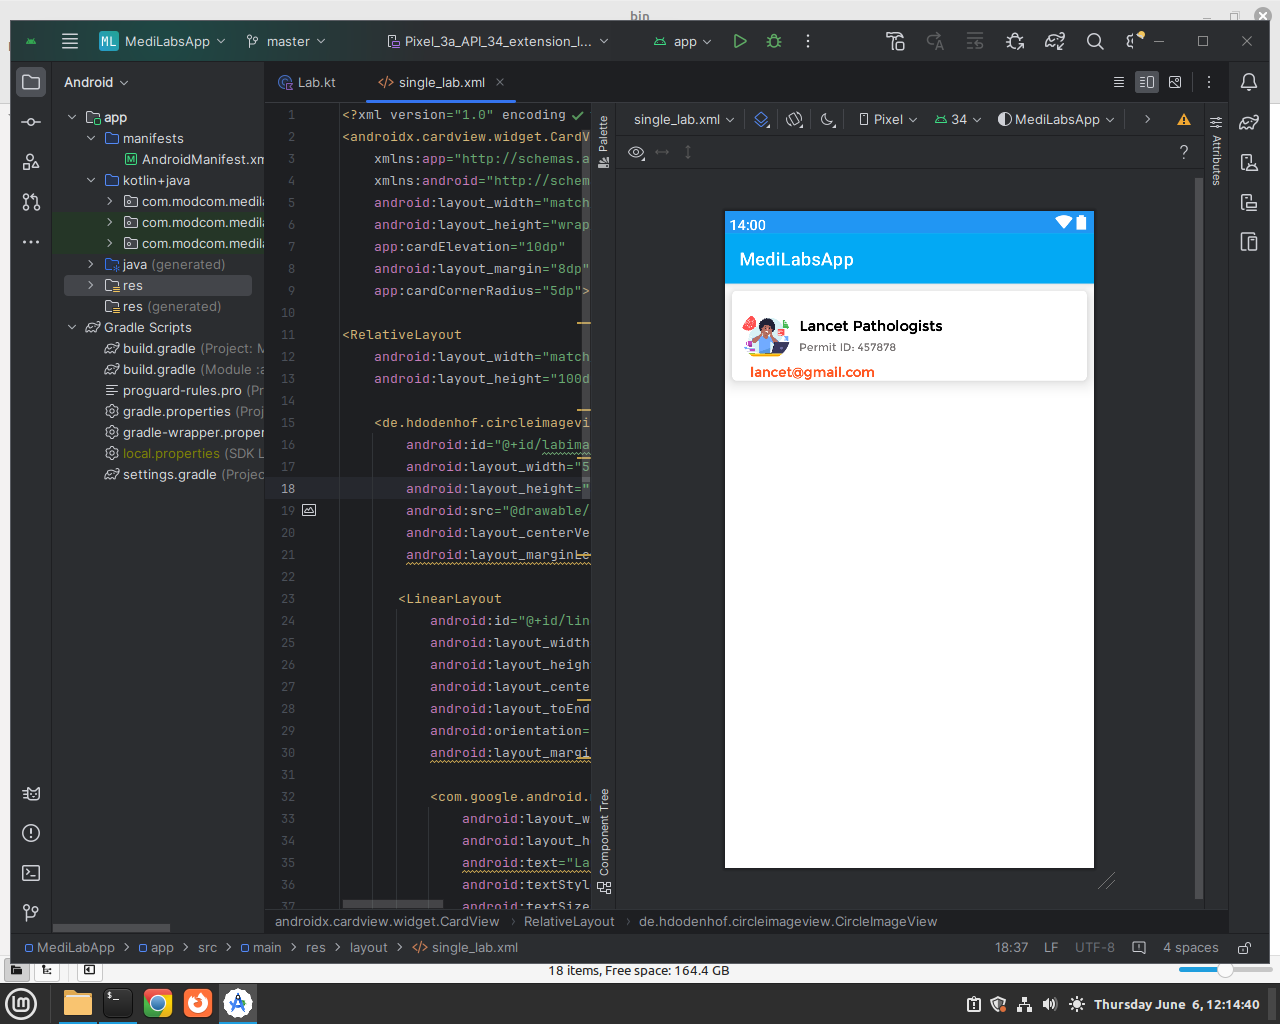 bin
ML MediLabsApp master Pixel_3a_API_34_extension_l... app
Android
Lab.kt single_lab.xml
app
manifests
AndroidManifest.xm
kotlin+java
com.modcom.medila
com.modcom.medila
com.modcom.medila
java (generated)
res
res (generated)
Gradle Scripts
build.gradle (Project: M
build.gradle (Module :a
proguard-rules.pro (Pro
gradle.properties (Proj
gradle-wrapper.proper
local.properties (SDK L
settings.gradle (Projec
1 <?xml version="1.0" encoding
2 <androidx.cardview.widget.CardV
3 xmlns:app="http://schemas.a
4 xmlns:android="http://schem
5 android:layout_width="match
6 android:layout_height="wrap
7 app:cardElevation="10dp"
8 android:layout_margin="8dp"
9 app:cardCornerRadius="5dp">
10
11 <RelativeLayout
12 android:layout_width="match
13 android:layout_height="100d
14
15 <de.hdodenhof.circleimagevi
16 android:id="@+id/labima
17 android:layout_width="5
18 android:layout_height="
19 android:src="@drawable/
20 android:layout_centerVe
21 android:layout_marginLe
22
23 <LinearLayout
24 android:id="@+id/lin
25 android:layout_width
26 android:layout_heigh
27 android:layout_cente
28 android:layout_toEnd
29 android:orientation=
30 android:layout_margi
31
32 <com.google.android.
33 android:layout_w
34 android:layout_h
35 android:text="La
36 android:textStyl
37 android:textSize
Palette
Component Tree
single_lab.xml Pixel 34 MediLabsApp
?
Attributes
14:00
MediLabsApp
Lancet Pathologists
Permit ID: 457878
lancet@gmail.com
androidx.cardview.widget.CardView RelativeLayout de.hdodenhof.circleimageview.CircleImageView
MediLabApp app src main res layout single_lab.xml 18:37 LF UTF-8 4 spaces
18 items, Free space: 164.4 GB
Thursday June 6, 12:14:40